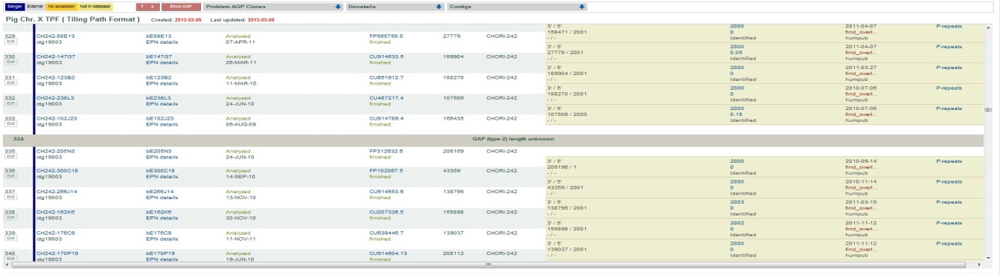 Sanger External No accession Not in database T A Show AGP Problem AGP Clones Dovetails Contigs
Pig Chr. X TPF ( Tiling Path Format ) Created: 2013-03-06 Last updated: 2013-03-08
3' / 5' 2000 2011-04-07 P-repeats
329 CH242-58E13 bE58E13 Analysed FP565756.5 27779 CHORI-242 158471 / 2001 0 find_overl...
Edit ctg19003 EPN details 07-APR-11 finished - / - Identified humpub
3' / 5' 2000 2011-04-07 P-repeats
330 CH242-147G7 bE147G7 Analysed CU914633.5 189904 CHORI-242 27779 / 2001 0.05 find_overl...
Edit ctg19003 EPN details 26-MAR-11 finished - / - Identified humpub
3' / 5' 2000 2011-03-27 P-repeats
331 CH242-123B2 bE123B2 Analysed CU861912.7 188270 CHORI-242 189904 / 2001 0 find_overl...
Edit ctg19003 EPN details 11-MAR-10 finished - / - Identified humpub
3' / 5' 2000 2010-07-06 P-repeats
332 CH242-238L3 bE238L3 Analysed CU487217.4 107506 CHORI-242 188270 / 2001 0 find_overl...
Edit ctg19003 EPN details 24-JUN-10 finished - / - Identified humpub
3' / 5' 2000 2010-07-06 P-repeats
333 CH242-102J23 bE102J23 Analysed CU914789.4 166436 CHORI-242 107506 / 2000 0.15 find_overl...
Edit ctg19003 EPN details 06-AUG-09 finished - / - Identified humpub
334 GAP (type-2) length unknown
335 CH242-205N3 bE205N3 Analysed FP312632.6 208169 CHORI-242
Edit ctg19003 EPN details 24-JUN-10 finished
3' / 5' 2000 2010-09-14 P-repeats
336 CH242-300C18 bE300C18 Analysed FP102067.5 43359 CHORI-242 206196 / 1 0 find_overl...
Edit ctg19003 EPN details 14-SEP-10 finished - / - Identified humpub
3' / 5' 2000 2010-11-14 P-repeats
337 CH242-266J14 bE266J14 Analysed CU914653.6 138795 CHORI-242 43359 / 2001 0 find_overl...
Edit ctg19003 EPN details 13-NOV-10 finished - / - Identified humpub
3' / 5' 2003 2011-03-15 P-repeats
338 CH242-162K6 bE162K6 Analysed CU207336.5 155898 CHORI-242 138795 / 2001 0 find_overl...
Edit ctg19003 EPN details 30-NOV-10 finished - / - Identified humpub
3' / 5' 2002 2011-11-12 P-repeats
339 CH242-176C9 bE176C9 Analysed CU639446.7 139037 CHORI-242 155898 / 2001 0 find_overl...
Edit ctg19003 EPN details 11-NOV-11 finished - / - Identified humpub
3' / 5' 2000 2011-11-12 P-repeats
340 CH242-170P19 bE170P19 Analysed CU914604.13 208112 CHORI-242 139037 / 2001 0 find_overl...
Edit ctg19003 EPN details 19-JUN-10 finished - / - Identified humpub